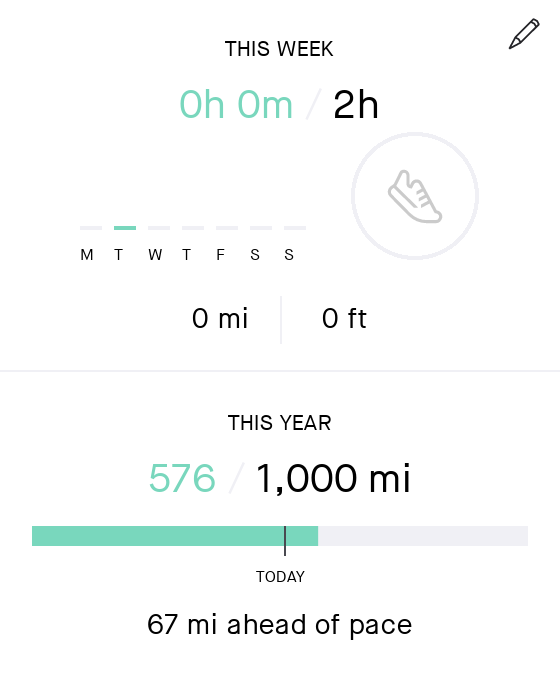 THIS WEEK
0h 0m / 2h
M T W T F S S
0 mi 0 ft
THIS YEAR
576 / 1,000 mi
TODAY
67 mi ahead of pace